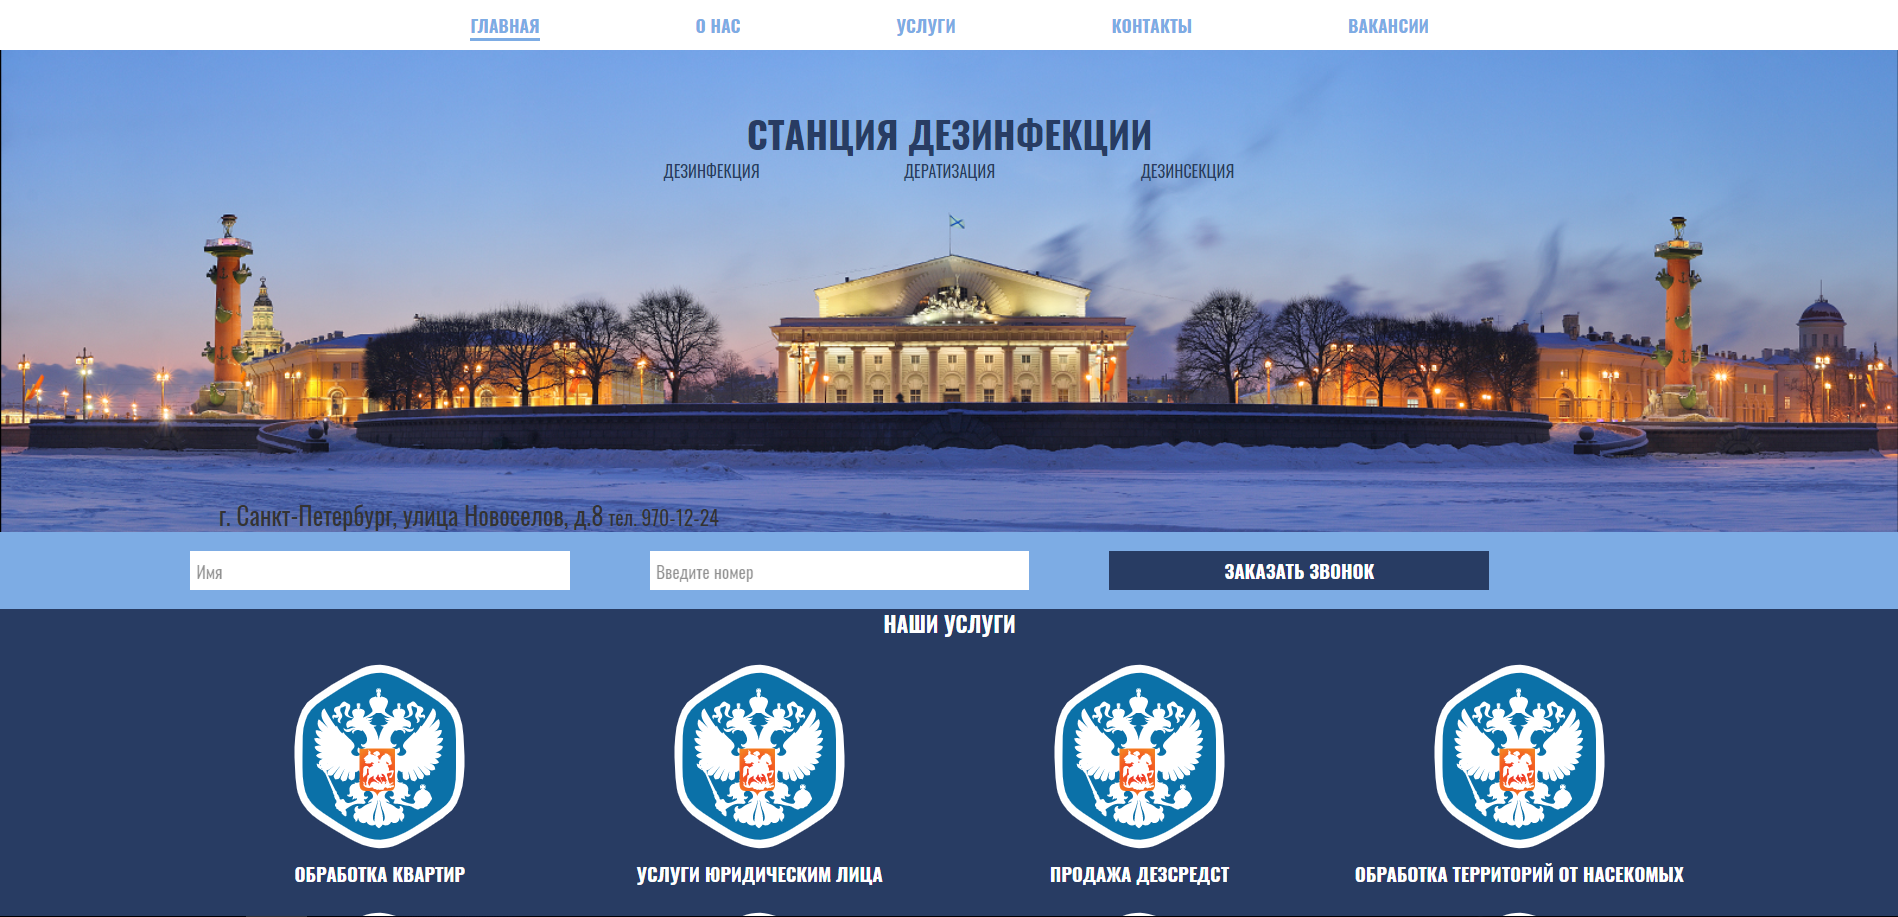 ГЛАВНАЯ О НАС УСЛУГИ КОНТАКТЫ ВАКАНСИИ
СТАНЦИЯ ДЕЗИНФЕКЦИИ
ДЕЗИНФЕКЦИЯ ДЕРАТИЗАЦИЯ ДЕЗИНСЕКЦИЯ
г. Санкт-Петербург, улица Новоселов, д.8 тел. 970-12-24
Имя Введите номер ЗАКАЗАТЬ ЗВОНОК
НАШИ УСЛУГИ
ОБРАБОТКА КВАРТИР УСЛУГИ ЮРИДИЧЕСКИМ ЛИЦА ПРОДАЖА ДЕЗСРЕДСТ ОБРАБОТКА ТЕРРИТОРИЙ ОТ НАСЕКОМЫХ